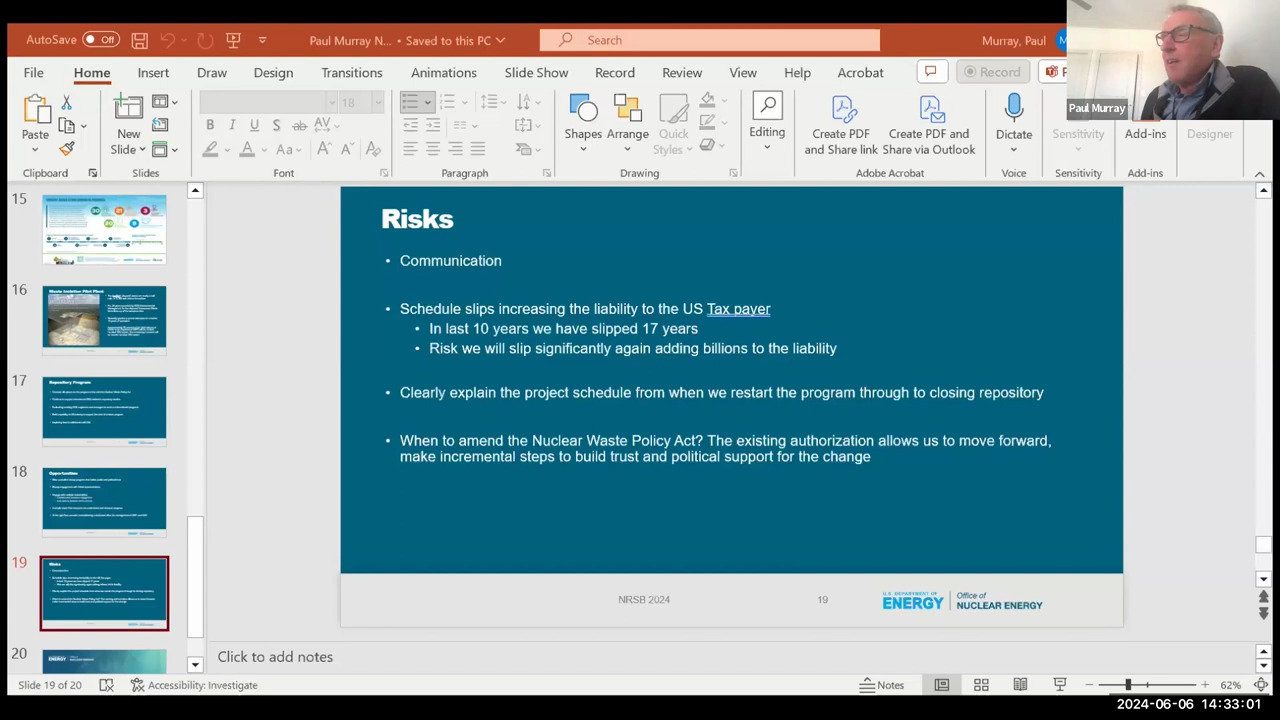 AutoSave Off Paul Murray N... • Saved to this PC Search Murray, Paul
File Home Insert Draw Design Transitions Animations Slide Show Record Review View Help Acrobat Record
Paul Murray
18
Paste New Slide Shapes Arrange Quick Styles Editing Create PDF and Share link Create PDF and Share via Outlook Dictate Sensitivity Add-ins Designer
Clipboard Slides Font Paragraph Drawing Adobe Acrobat Voice Sensitivity Add-ins
15
16
Waste Isolation Pilot Plant
17
Repository Program
18
Opportunities
19
Risks
20
Risks
• Communication
• Schedule slips increasing the liability to the US Tax payer
• In last 10 years we have slipped 17 years
• Risk we will slip significantly again adding billions to the liability
• Clearly explain the project schedule from when we restart the program through to closing repository
• When to amend the Nuclear Waste Policy Act? The existing authorization allows us to move forward,
make incremental steps to build trust and political support for the change
NRSB 2024
19
U.S. DEPARTMENT OF
ENERGY
Office of
NUCLEAR ENERGY
Click to add notes
Slide 19 of 20 Accessibility: Investigate Notes 62%
2024-06-06 14:33:01